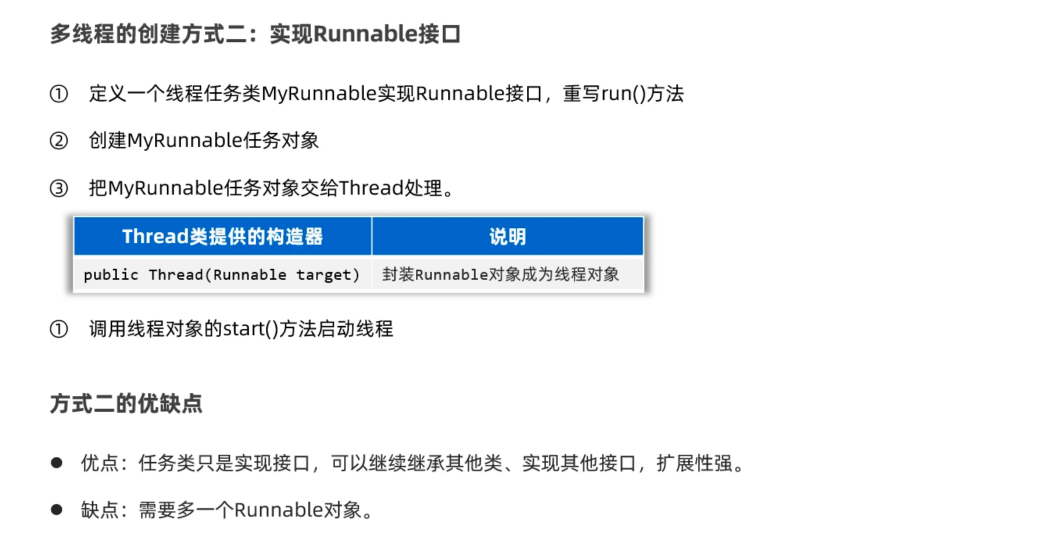 多线程的创建方式二：实现Runnable接口
① 定义一个线程任务类MyRunnable实现Runnable接口，重写run()方法
② 创建MyRunnable任务对象
③ 把MyRunnable任务对象交给Thread处理。
Thread类提供的构造器 说明
public Thread(Runnable target) 封装Runnable对象成为线程对象
① 调用线程对象的start()方法启动线程
方式二的优缺点
● 优点：任务类只是实现接口，可以继续继承其他类、实现其他接口，扩展性强。
● 缺点：需要多一个Runnable对象。